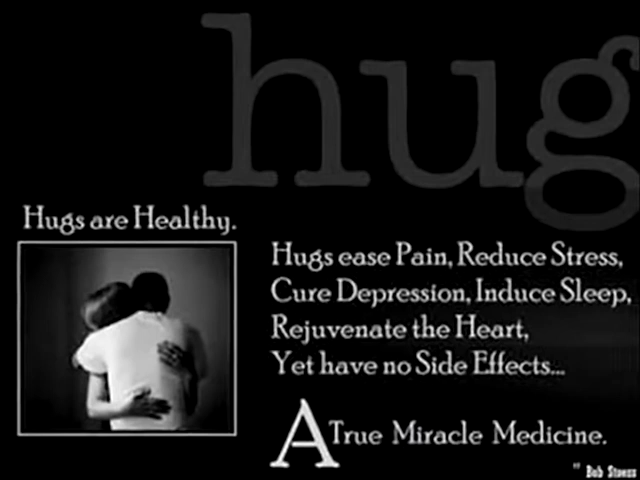 hug
Hugs are Healthy.
Hugs ease Pain, Reduce Stress,
Cure Depression, Induce Sleep,
Rejuvenate the Heart,
Yet have no Side Effects...
A True Miracle Medicine.
" Bob